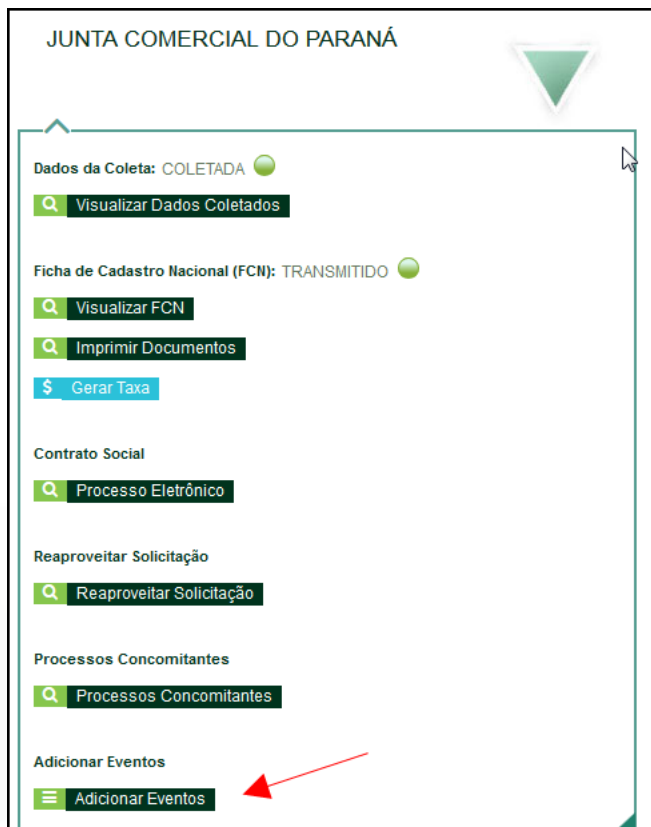 JUNTA COMERCIAL DO PARANÁ
Dados da Coleta: COLETADA
Visualizar Dados Coletados
Ficha de Cadastro Nacional (FCN): TRANSMITIDO
Visualizar FCN
Imprimir Documentos
$ Gerar Taxa
Contrato Social
Processo Eletrônico
Reaproveitar Solicitação
Reaproveitar Solicitação
Processos Concomitantes
Processos Concomitantes
Adicionar Eventos
Adicionar Eventos